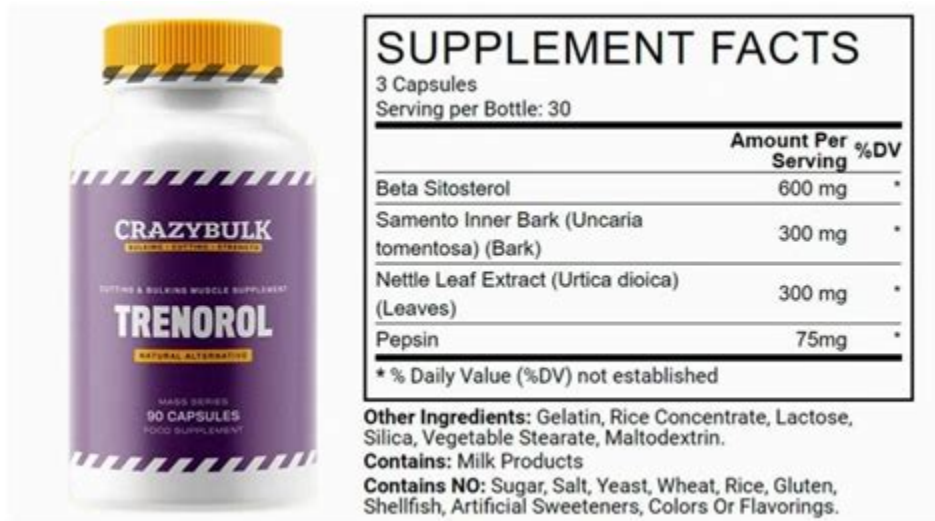 CRAZYBULK
BULKING | CUTTING | STRENGTH
CUTTING & BULKING MUSCLE SUPPLEMENT
TRENOROL
NATURAL ALTERNATIVE
MASS SERIES
90 CAPSULES
FOOD SUPPLEMENT
SUPPLEMENT FACTS
3 Capsules
Serving per Bottle: 30
Amount Per
Serving %DV
Beta Sitosterol 600 mg *
Samento Inner Bark (Uncaria
tomentosa) (Bark) 300 mg *
Nettle Leaf Extract (Urtica dioica)
(Leaves) 300 mg *
Pepsin 75mg *
* % Daily Value (%DV) not established
Other Ingredients: Gelatin, Rice Concentrate, Lactose,
Silica, Vegetable Stearate, Maltodextrin.
Contains: Milk Products
Contains NO: Sugar, Salt, Yeast, Wheat, Rice, Gluten,
Shellfish, Artificial Sweeteners, Colors Or Flavorings.